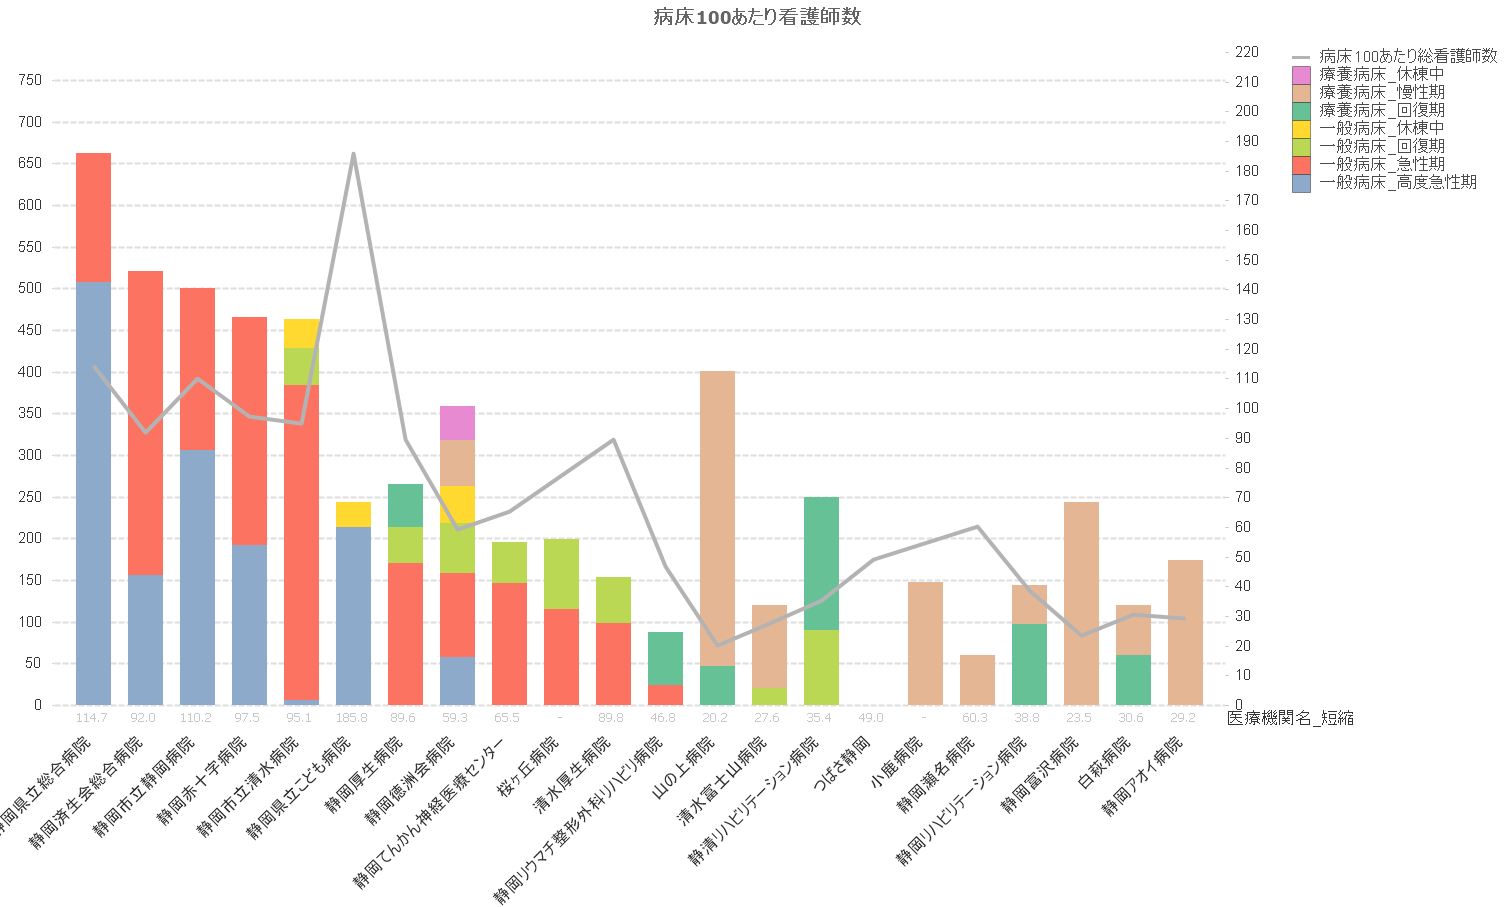 病床100あたり看護師数
病床100あたり総看護師数
療養病床_休棟中
療養病床_慢性期
療養病床_回復期
一般病床_休棟中
一般病床_回復期
一般病床_急性期
一般病床_高度急性期
750
700
650
600
550
500
450
400
350
300
250
200
150
100
50
0
220
210
200
190
180
170
160
150
140
130
120
110
100
90
80
70
60
50
40
30
20
10
0
114.7 92.0 110.2 97.5 95.1 185.8 89.6 59.3 65.5 - 89.8 46.8 20.2 27.6 35.4 49.0 - 60.3 38.8 23.5 30.6 29.2
医療機関名_短縮
静岡県立総合病院
静岡済生会総合病院
静岡市立静岡病院
静岡赤十字病院
静岡市立清水病院
静岡県立こども病院
静岡厚生病院
静岡徳洲会病院
静岡てんかん神経医療センター
桜ヶ丘病院
清水厚生病院
静岡リウマチ整形外科リハビリ病院
山の上病院
清水富士山病院
静清リハビリテーション病院
つばさ静岡
小鹿病院
静岡瀬名病院
静岡リハビリテーション病院
静岡富沢病院
白萩病院
静岡アオイ病院